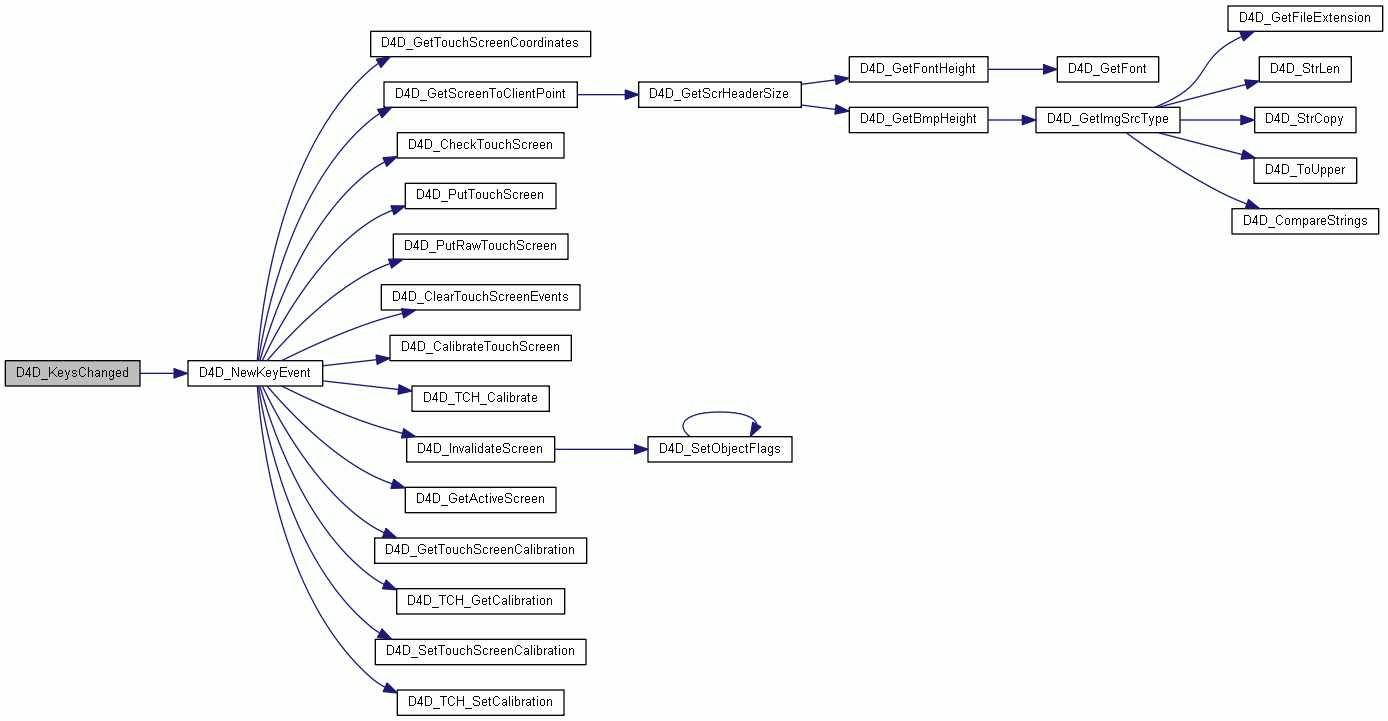 D4D_GetFileExtension
D4D_GetTouchScreenCoordinates
D4D_GetFontHeight
D4D_GetFont
D4D_StrLen
D4D_GetScreenToClientPoint
D4D_GetScrHeaderSize
D4D_GetBmpHeight
D4D_GetImgSrcType
D4D_StrCopy
D4D_CheckTouchScreen
D4D_ToUpper
D4D_PutTouchScreen
D4D_CompareStrings
D4D_PutRawTouchScreen
D4D_ClearTouchScreenEvents
D4D_CalibrateTouchScreen
D4D_KeysChanged
D4D_NewKeyEvent
D4D_TCH_Calibrate
D4D_InvalidateScreen
D4D_SetObjectFlags
D4D_GetActiveScreen
D4D_GetTouchScreenCalibration
D4D_TCH_GetCalibration
D4D_SetTouchScreenCalibration
D4D_TCH_SetCalibration